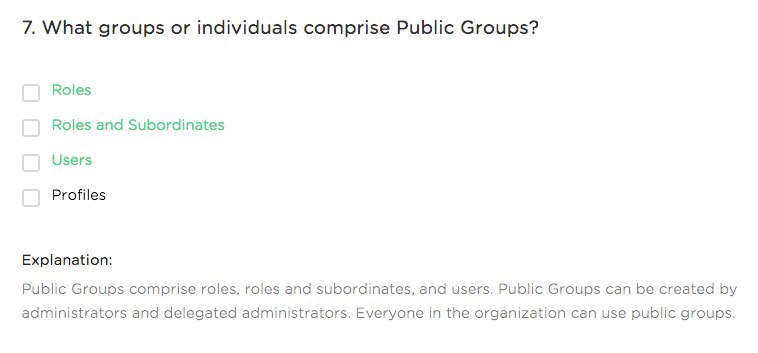 7. What groups or individuals comprise Public Groups?
Roles
Roles and Subordinates
Users
Profiles
Explanation:
Public Groups comprise roles, roles and subordinates, and users. Public Groups can be created by
administrators and delegated administrators. Everyone in the organization can use public groups.